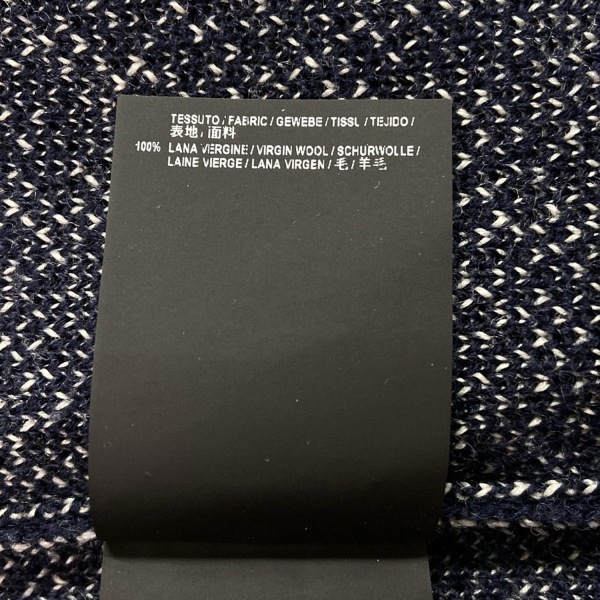 TESSUTO / FABRIC / GEWEBE / TISSU / TEJIDO /
表地 / 面料
100% LANA VERGINE / VIRGIN WOOL / SCHURWOLLE /
LAINE VIERGE / LANA VIRGEN / 毛 / 羊毛